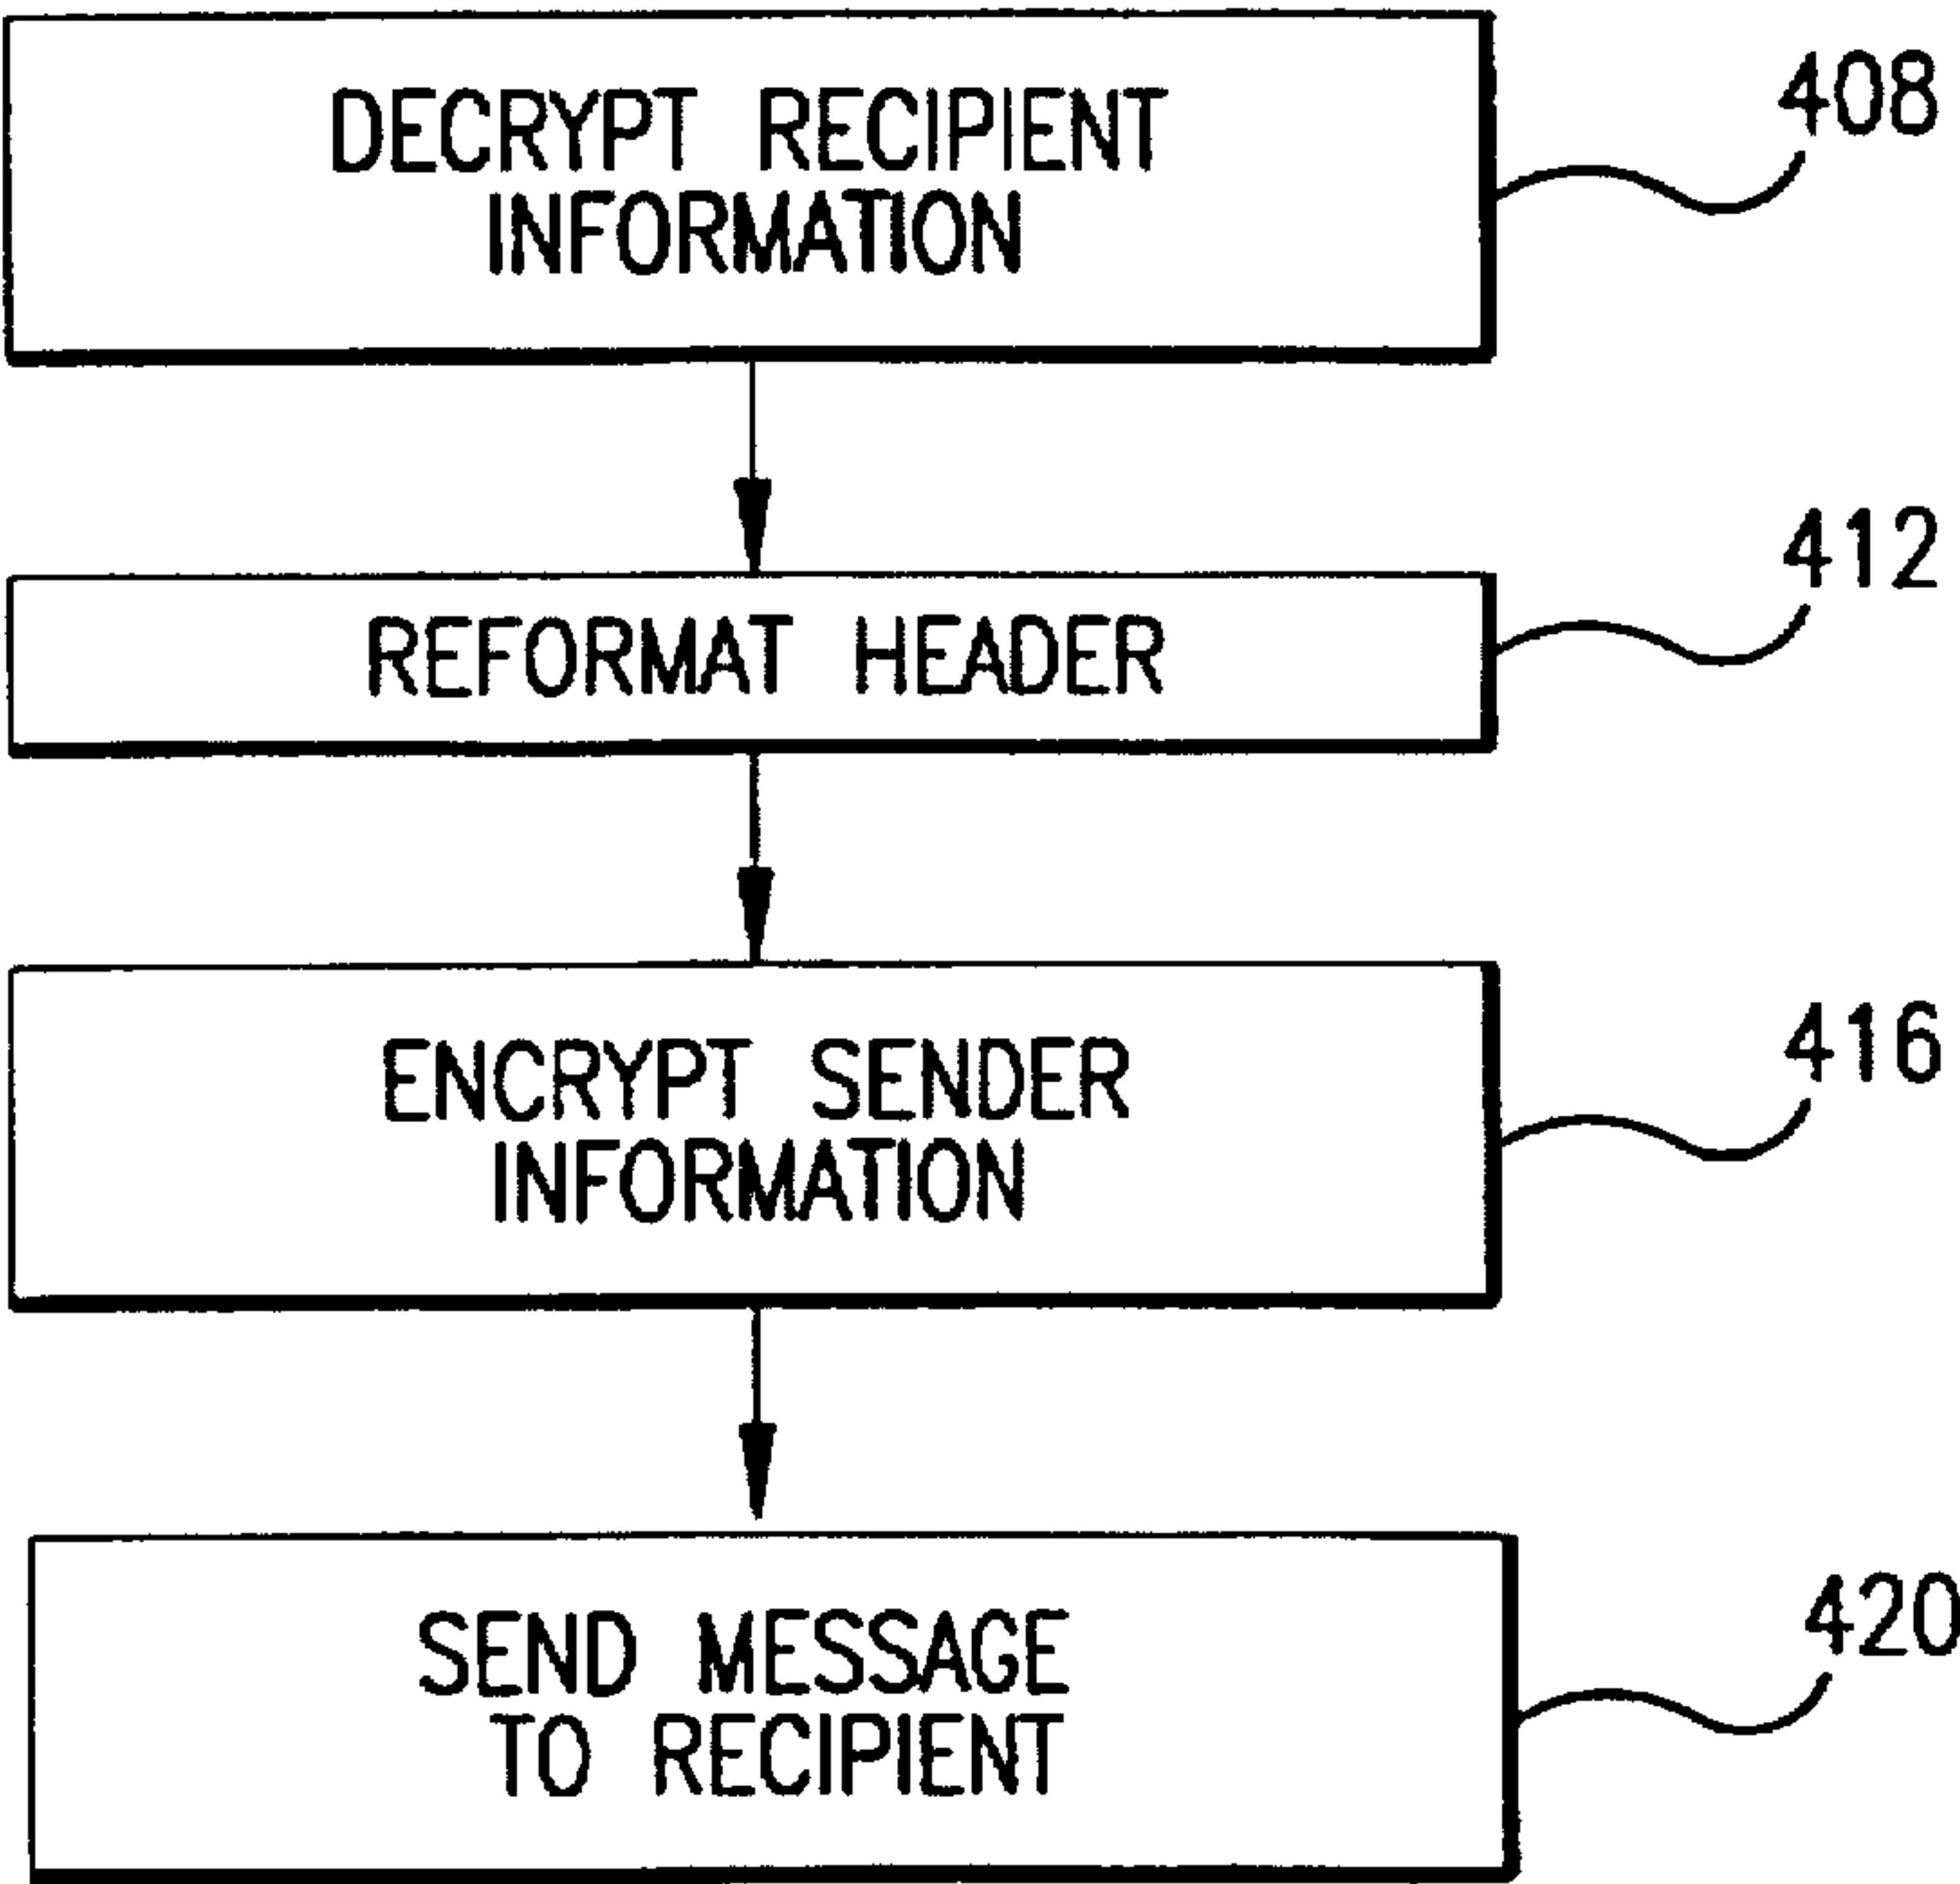 DECRYPT RECIPIENT
INFORMATION
408
REFORMAT HEADER
412
ENCRYPT SENDER
INFORMATION
416
SEND MESSAGE
TO RECIPIENT
420